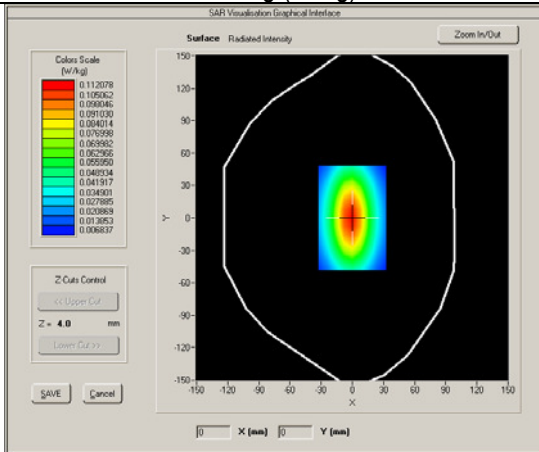 SAR Visualisation Graphical Interface
Surface Radiated Intensity
Zoom In/Out
Colors Scale
(W/kg)
0.112078
0.105062
0.098046
0.091030
0.084014
0.076998
0.069982
0.062966
0.055950
0.048934
0.041917
0.034901
0.027885
0.020869
0.013853
0.006837
Z-Cuts Control
<< Upper Cut
Z = 4.0 mm
Lower Cut >>
SAVE Cancel
150-
120-
90-
60-
30-
0-
-30-
-60-
-90-
-120-
-150-
Y
-150 -120 -90 -60 -30 0 30 60 90 120 150
X
0 X (mm) 0 Y (mm)